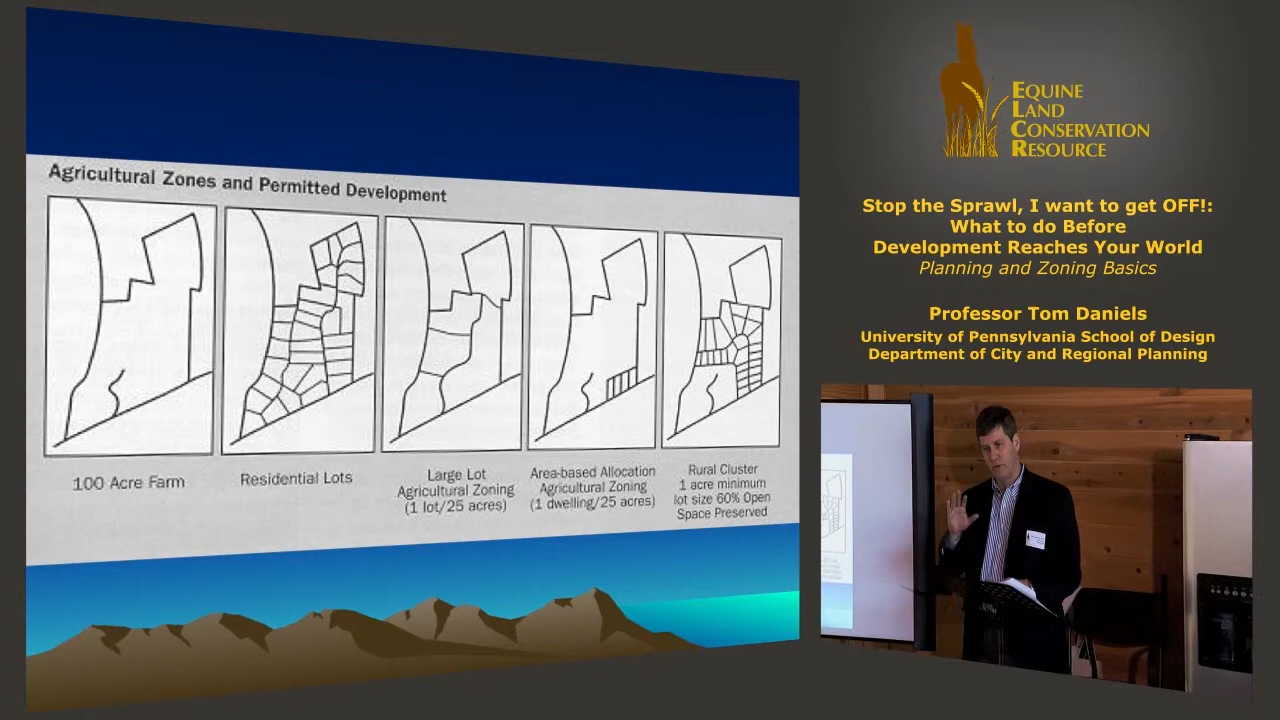 Agricultural Zones and Permitted Development
100 Acre Farm
Residential Lots
Large Lot
Agricultural Zoning
(1 lot/25 acres)
Area-based Allocation
Agricultural Zoning
(1 dwelling/25 acres)
Rural Cluster
1 acre minimum
lot size 60% Open
Space Preserved
EQUINE
LAND
CONSERVATION
RESOURCE
Stop the Sprawl, I want to get OFF!:
What to do Before
Development Reaches Your World
Planning and Zoning Basics
Professor Tom Daniels
University of Pennsylvania School of Design
Department of City and Regional Planning